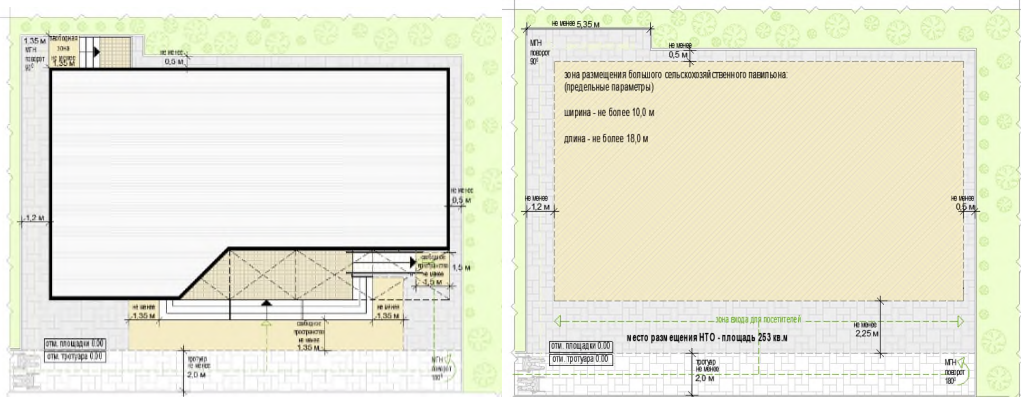 1.35 м
МГН
поворот
90⁰
свободная
зона
не менее
1.35 м
не менее
0,5 м
не менее
0,5 м
1,2 м
свободное
пространство
не менее
1,5 м
1,5 м
не менее
1.35 м
не менее
1.35 м
свободное
пространство
не менее
1.35 м
отм. площадки 0.00
отм. тротуара 0.00
тротуар
не менее
2,0 м
МГН
поворот
180⁰
не менее 5,35 м
МГН
поворот
90⁰
не менее
0,5 м
зона размещения большого сельскохозяйственного павильона:
(предельные параметры)
ширина - не более 10,0 м
длина - не более 18,0 м
не менее
1,2 м
не менее
0,5 м
зона входа для посетителей
не менее
2,25 м
место размещения НТО - площадь 253 кв.м
отм. площадки 0.00
отм. тротуара 0.00
тротуар
не менее
2,0 м
МГН
поворот
180⁰